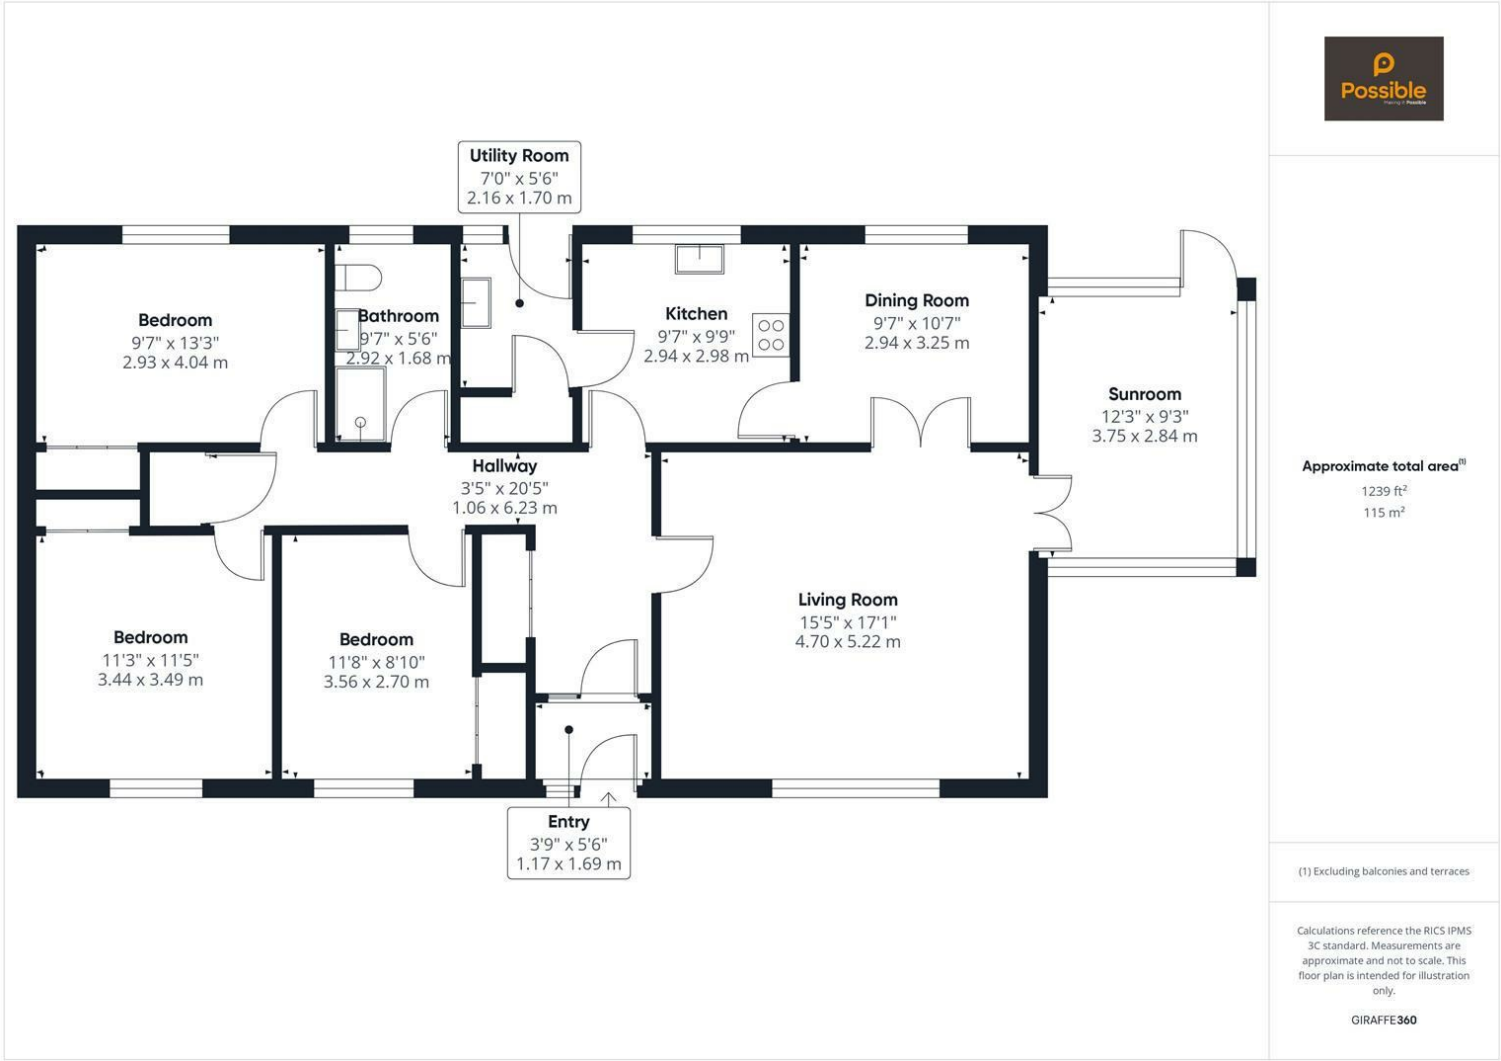 Utility Room
7'0" x 5'6"
2.16 x 1.70 m
Bedroom
9'7" x 13'3"
2.93 x 4.04 m
Bathroom
9'7" x 5'6"
2.92 x 1.68 m
Kitchen
9'7" x 9'9"
2.94 x 2.98 m
Dining Room
9'7" x 10'7"
2.94 x 3.25 m
Sunroom
12'3" x 9'3"
3.75 x 2.84 m
Hallway
3'5" x 20'5"
1.06 x 6.23 m
Bedroom
11'3" x 11'5"
3.44 x 3.49 m
Bedroom
11'8" x 8'10"
3.56 x 2.70 m
Living Room
15'5" x 17'1"
4.70 x 5.22 m
Entry
3'9" x 5'6"
1.17 x 1.69 m
Possible
Making it Possible
Approximate total area(1)
1239 ft²
115 m²
(1) Excluding balconies and terraces
Calculations reference the RICS IPMS
3C standard. Measurements are
approximate and not to scale. This
floor plan is intended for illustration
only.
GIRAFFE360